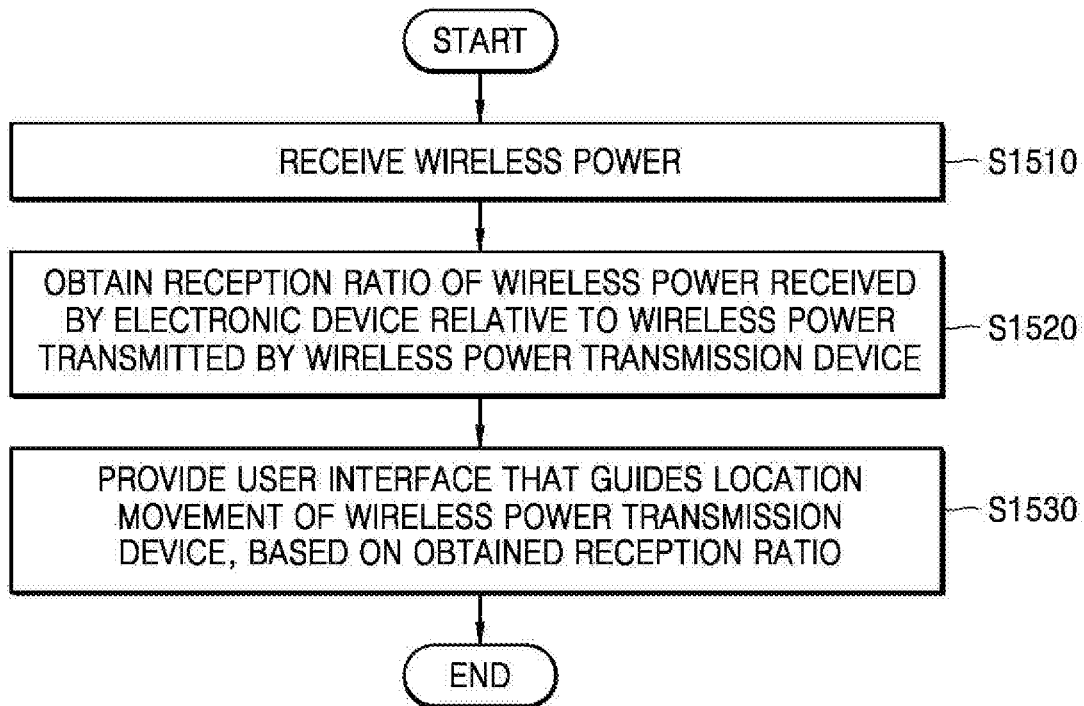 START
RECEIVE WIRELESS POWER
S1510
OBTAIN RECEPTION RATIO OF WIRELESS POWER RECEIVED
BY ELECTRONIC DEVICE RELATIVE TO WIRELESS POWER
TRANSMITTED BY WIRELESS POWER TRANSMISSION DEVICE
S1520
PROVIDE USER INTERFACE THAT GUIDES LOCATION
MOVEMENT OF WIRELESS POWER TRANSMISSION
DEVICE, BASED ON OBTAINED RECEPTION RATIO
S1530
END